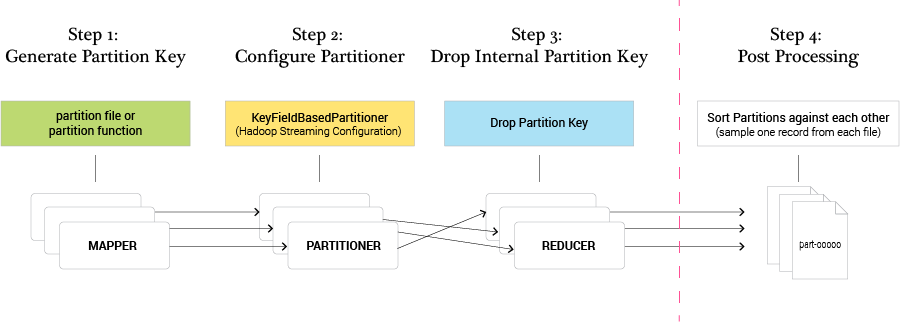 Step 1:
Generate Partition Key
Step 2:
Configure Partitioner
Step 3:
Drop Internal Partition Key
Step 4:
Post Processing
partition file or
partition function
KeyFieldBasedPartitioner
(Hadoop Streaming Configuration)
Drop Partition Key
Sort Partitions against each other
(sample one record from each file)
MAPPER
PARTITIONER
REDUCER
part-ooooo